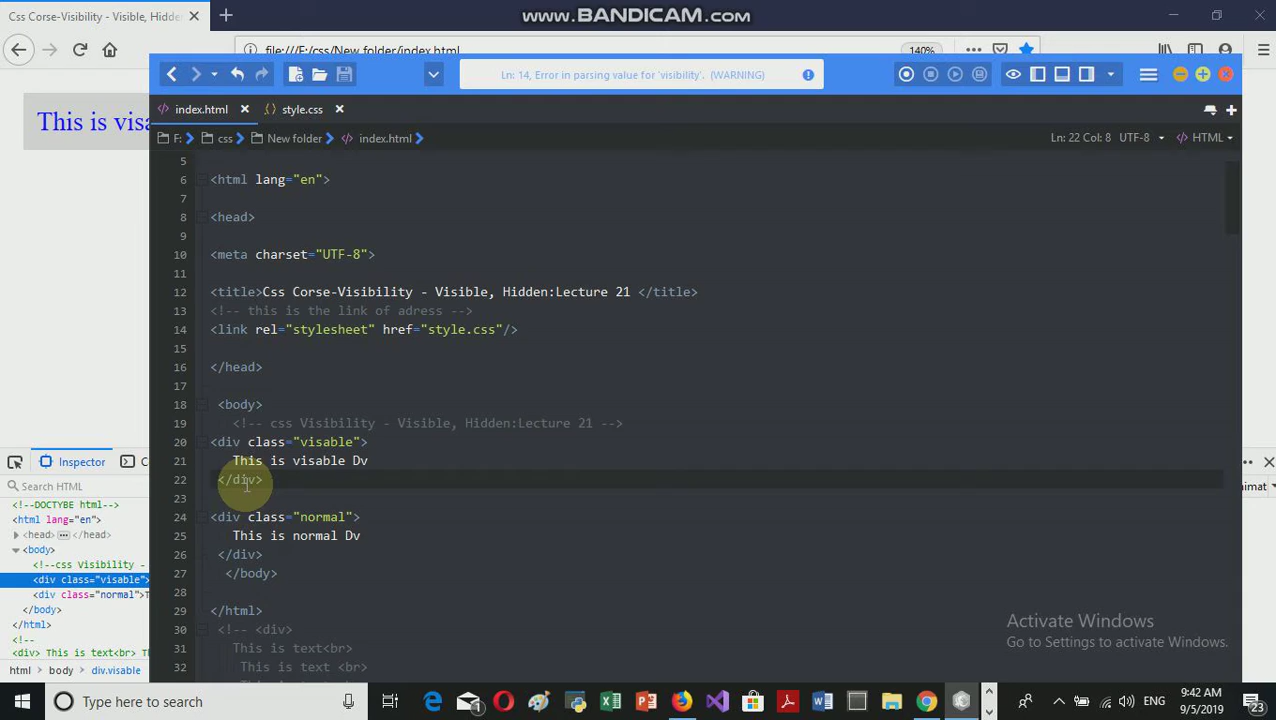 Css Corse-Visibility - Visible, Hidden
www.BANDICAM.com
file:///F:/css/New folder/index.html
140%
This is visa
Ln: 14, Error in parsing value for 'visibility'. (WARNING)
index.html
style.css
F:
css
New folder
index.html
Ln: 22 Col: 8
UTF-8
HTML
5
6 <html lang="en">
7
8 <head>
9
10 <meta charset="UTF-8">
11
12 <title>Css Corse-Visibility - Visible, Hidden:Lecture 21 </title>
13 <!-- this is the link of adress -->
14 <link rel="stylesheet" href="style.css"/>
15
16 </head>
17
18 <body>
19 <!-- css Visibility - Visible, Hidden:Lecture 21 -->
20 <div class="visable">
21 This is visable Dv
22 </div>
23
24 <div class="normal">
25 This is normal Dv
26 </div>
27 </body>
28
29 </html>
30 <!-- <div>
31 This is text<br>
32 This is text <br>
Inspector
Search HTML
<!--DOCTYBE html-->
<html lang="en">
<head> ••• </head>
<body>
<!--css Visibility -
<div class="visable">
<div class="normal">
</body>
</html>
<!--
<div> This is text<br>
html
body
div.visable
Activate Windows
Go to Settings to activate Windows.
Type here to search
1
ENG
9:42 AM
9/5/2019
23